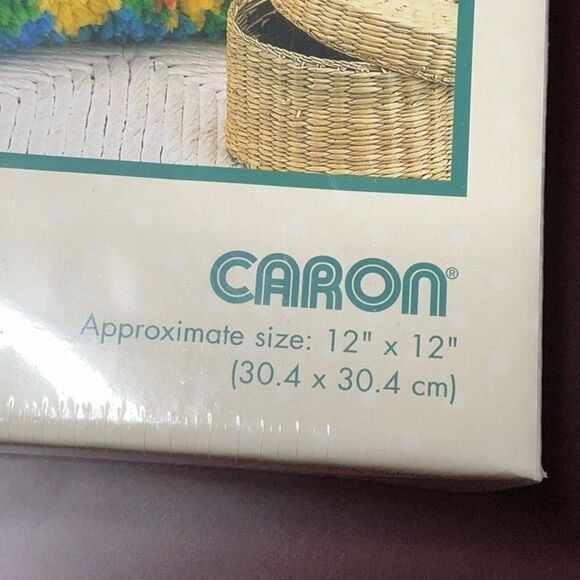 CARON®
Approximate size: 12" x 12"
(30.4 x 30.4 cm)